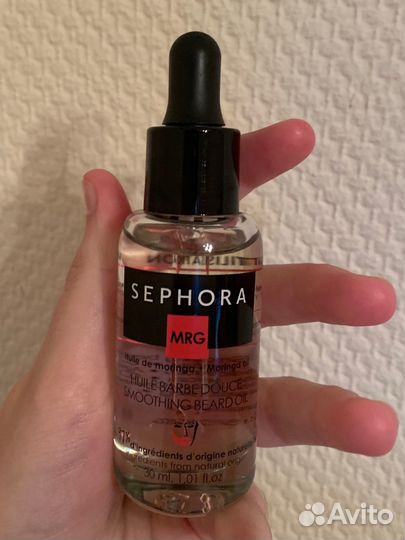 SEPHORA
MRG
Huile de moringa • Moringa oil
HUILE BARBE DOUCE
SMOOTHING BEARD OIL
d'ingrédients d'origine naturelle
ingredients from natural origin
30 ml, 1,01 fl.oz
Avito